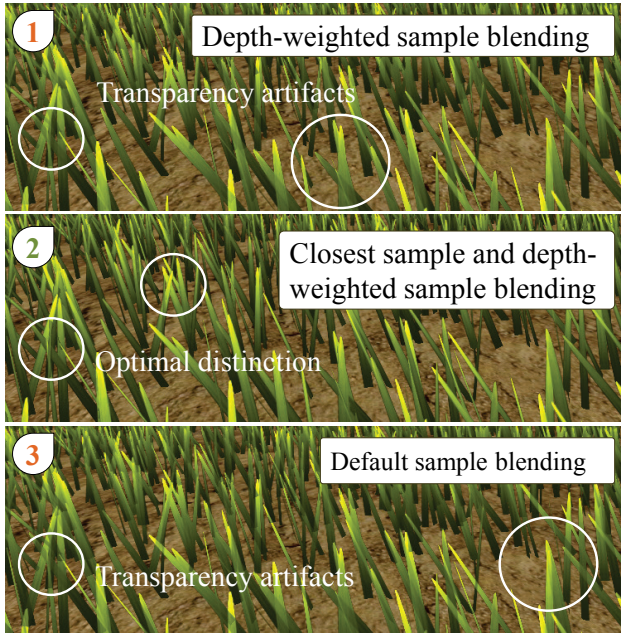 1
Depth-weighted sample blending
Transparency artifacts
2
Closest sample and depth-
weighted sample blending
Optimal distinction
3
Default sample blending
Transparency artifacts